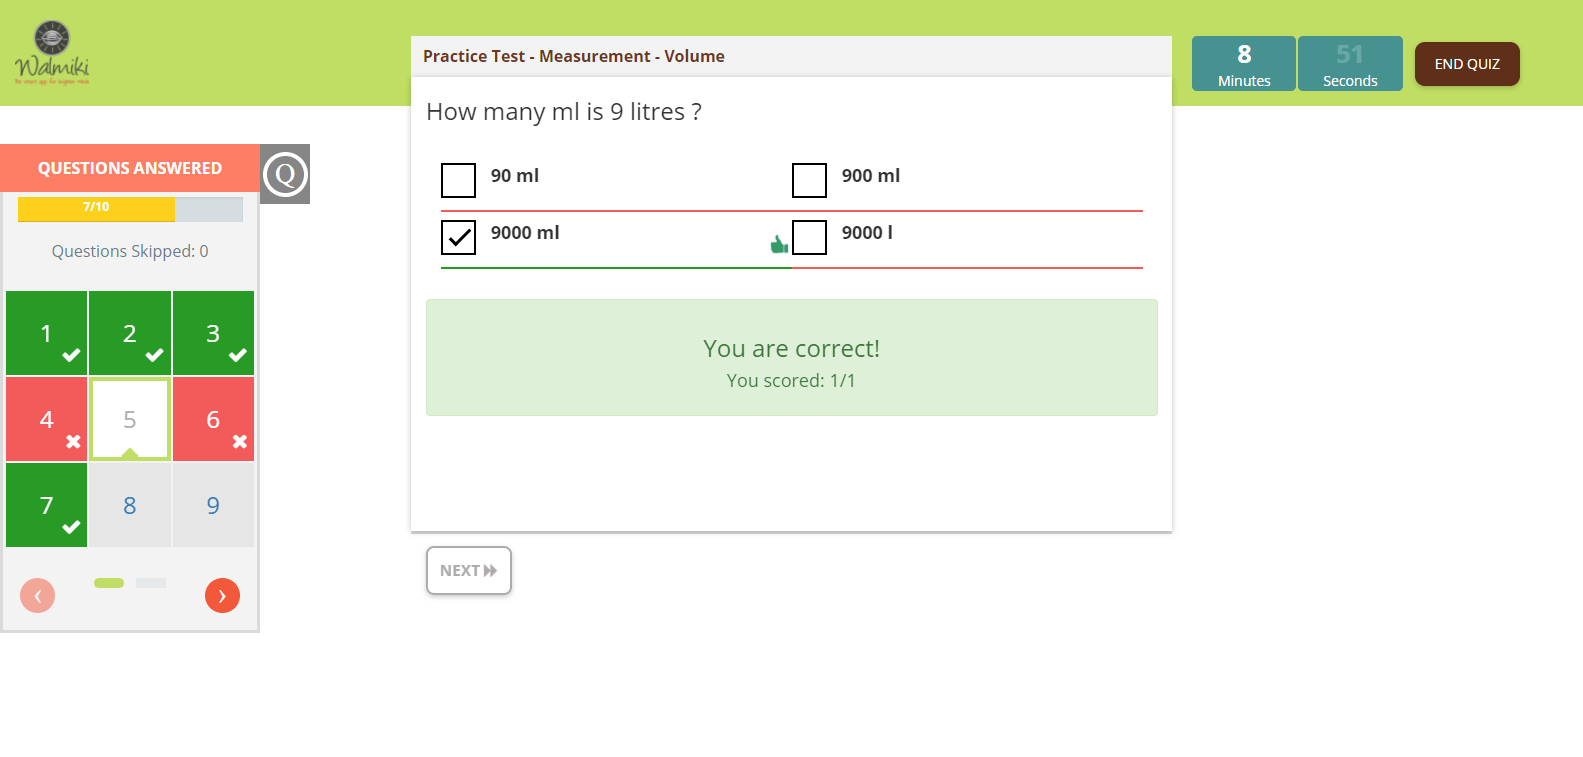 Walmiki
Practice Test - Measurement - Volume
8
Minutes
51
Seconds
END QUIZ
How many ml is 9 litres ?
90 ml
900 ml
9000 ml
9000 l
You are correct!
You scored: 1/1
NEXT
QUESTIONS ANSWERED
Q
7/10
Questions Skipped: 0
1
2
3
4
5
6
7
8
9